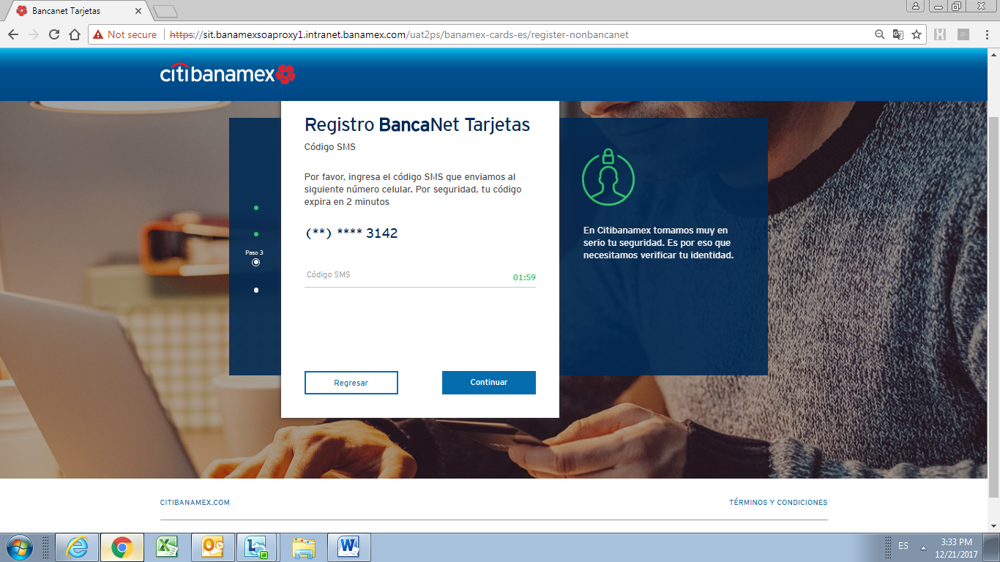 Bancanet Tarjetas
Not secure
https://sit.banamexsoaproxy1.intranet.banamex.com/uat2ps/banamex-cards-es/register-nonbancanet
citibanamex
Registro BancaNet Tarjetas
Código SMS
Por favor, ingresa el código SMS que enviamos al
siguiente número celular. Por seguridad, tu código
expira en 2 minutos
Paso 3
(**) **** 3142
Código SMS
01:59
Regresar
Continuar
En Citibanamex tomamos muy en
serio tu seguridad. Es por eso que
necesitamos verificar tu identidad.
CITIBANAMEX.COM
TÉRMINOS Y CONDICIONES
ES
3:33 PM
12/21/2017